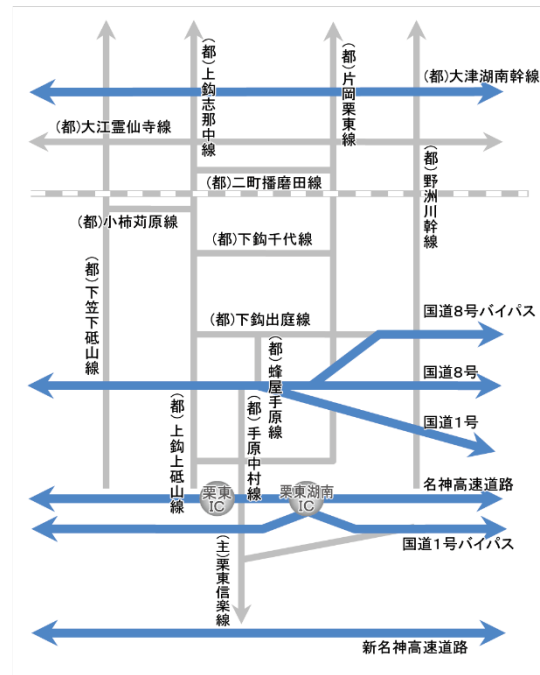 (都)上鈎志那中線
(都)片岡栗東線
(都)大津湖南幹線
(都)大江霊仙寺線
(都)野洲川幹線
(都)二町播磨田線
(都)小柿苅原線
(都)下鈎千代線
(都)下笠下砥山線
国道8号バイパス
(都)下鈎出庭線
(都)蜂屋手原線
国道8号
(都)上鈎上砥山線
(都)手原中村線
国道1号
名神高速道路
栗東
IC
栗東湖南
IC
国道1号バイパス
(主)栗東信楽線
新名神高速道路